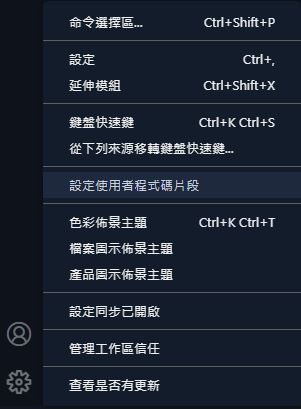 命令選擇區... Ctrl+Shift+P
設定 Ctrl+,
延伸模組 Ctrl+Shift+X
鍵盤快速鍵 Ctrl+K Ctrl+S
從下列來源移轉鍵盤快速鍵...
設定使用者程式碼片段
色彩佈景主題 Ctrl+K Ctrl+T
檔案圖示佈景主題
產品圖示佈景主題
設定同步已開啟
管理工作區信任
查看是否有更新